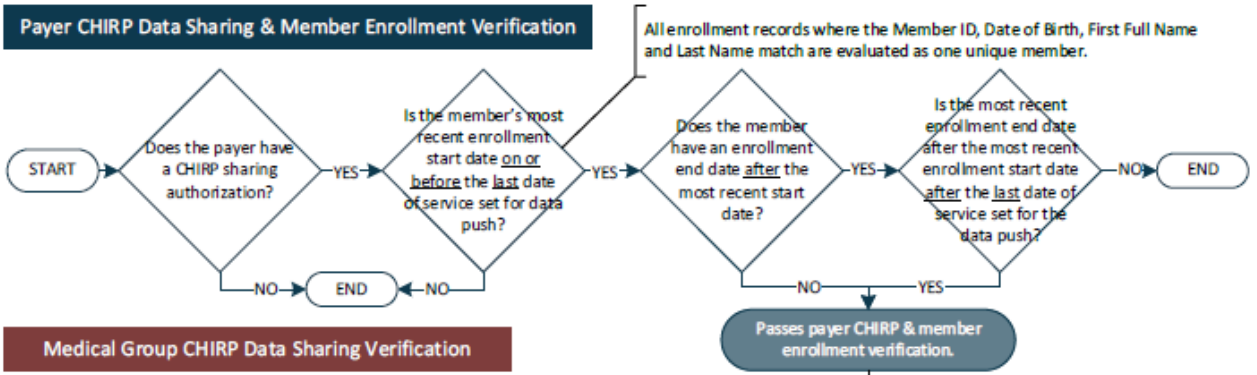 Payer CHIRP Data Sharing & Member Enrollment Verification
All enrollment records where the Member ID, Date of Birth, First Full Name
and Last Name match are evaluated as one unique member.
START
Does the payer have
a CHIRP sharing
authorization?
YES
Is the member's most
recent enrollment
start date on or
before the last date
of service set for data
push?
YES
Does the member
have an enrollment
end date after the
most recent start
date?
YES
Is the most recent
enrollment end date
after the most recent
enrollment start date
after the last date of
service set for the
data push?
NO
END
NO
END
NO
NO
YES
Passes payer CHIRP & member
enrollment verification.
Medical Group CHIRP Data Sharing Verification